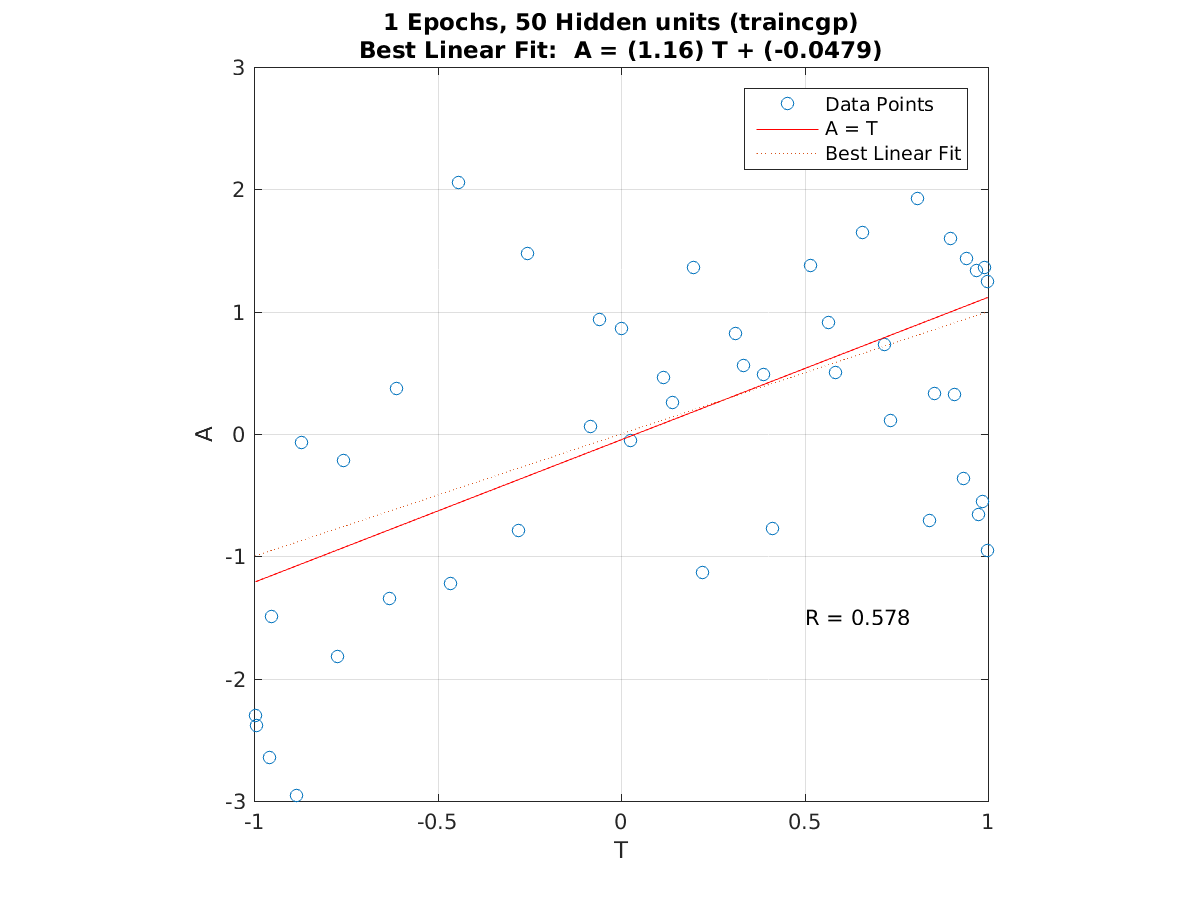 1 Epochs, 50 Hidden units (traincgp)
Best Linear Fit:  A = (1.16) T + (-0.0479)
3
Data Points
A = T
Best Linear Fit
2
1
A
0
-1
R = 0.578
-2
-3
-1
-0.5
0
0.5
1
T